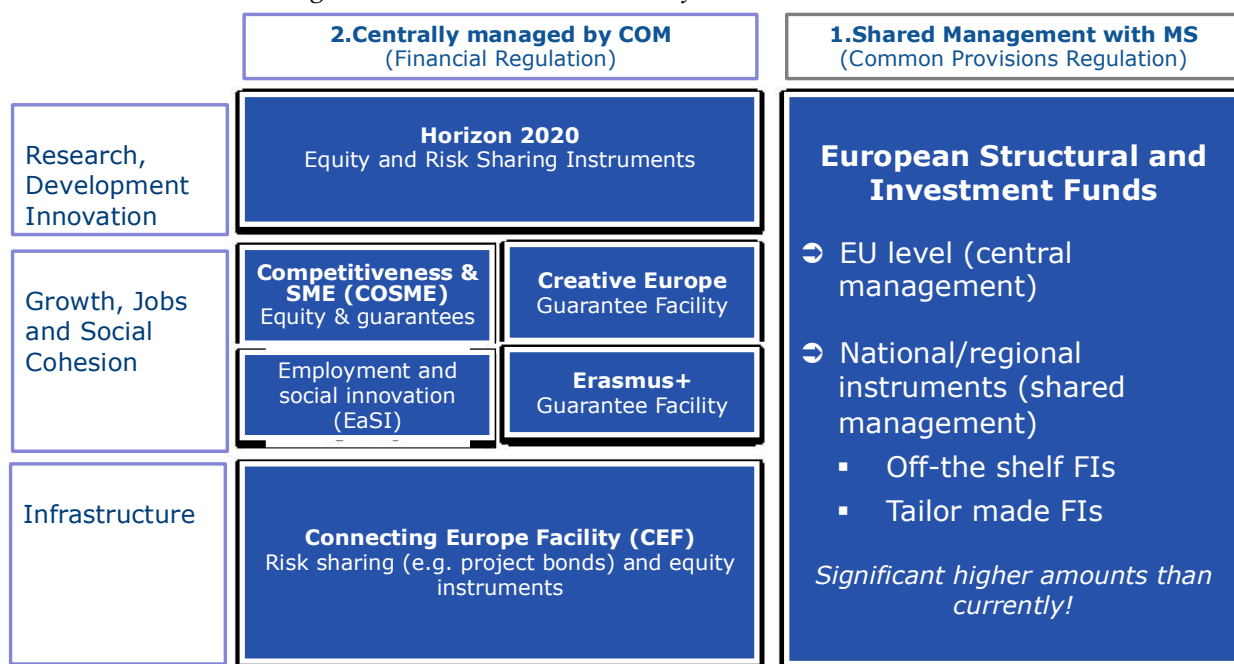 2.Centrally managed by COM
(Financial Regulation)
1.Shared Management with MS
(Common Provisions Regulation)
Research,
Development
Innovation
Horizon 2020
Equity and Risk Sharing Instruments
Growth, Jobs
and Social
Cohesion
Competitiveness &
SME (COSME)
Equity & guarantees
Creative Europe
Guarantee Facility
Employment and
social innovation
(EaSI)
Erasmus+
Guarantee Facility
Infrastructure
Connecting Europe Facility (CEF)
Risk sharing (e.g. project bonds) and equity
instruments
European Structural and
Investment Funds
➲ EU level (central
management)
➲ National/regional
instruments (shared
management)
▪ Off-the shelf FIs
▪ Tailor made FIs
Significant higher amounts than
currently!